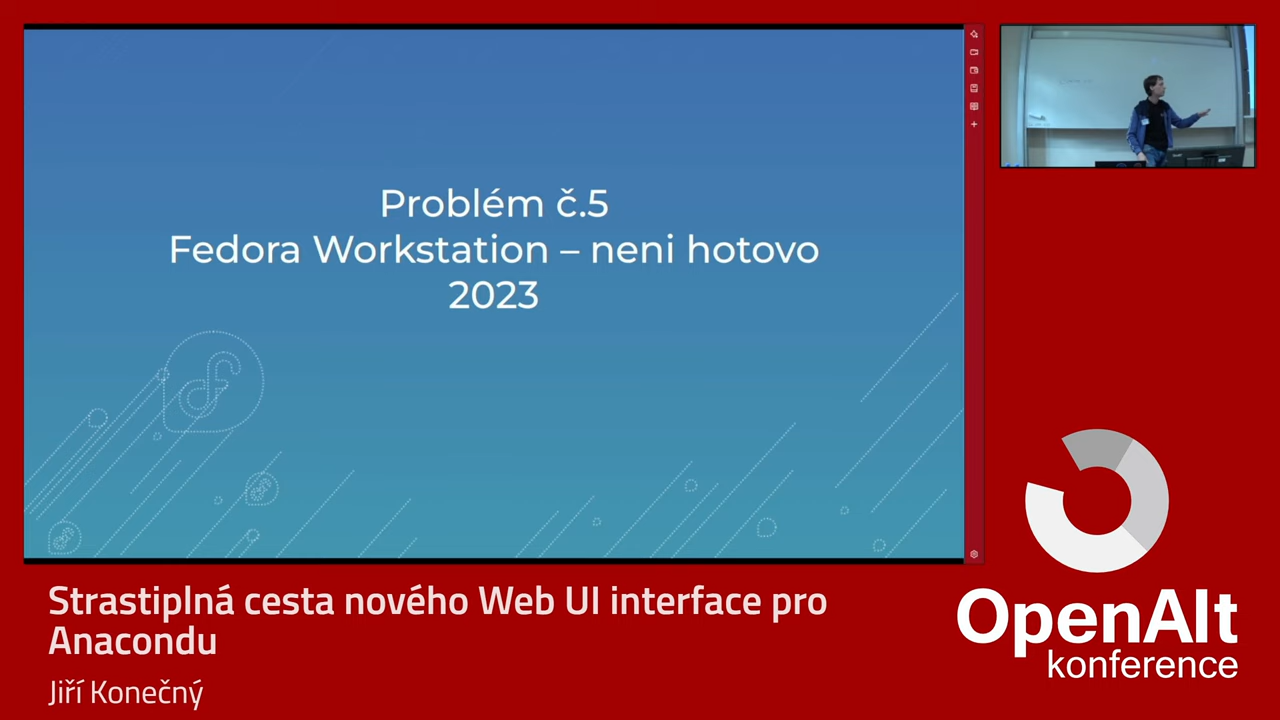 Problém č.5
Fedora Workstation – neni hotovo
2023
Strastiplná cesta nového Web UI interface pro
Anacondu
Jiří Konečný
OpenAlt
konference